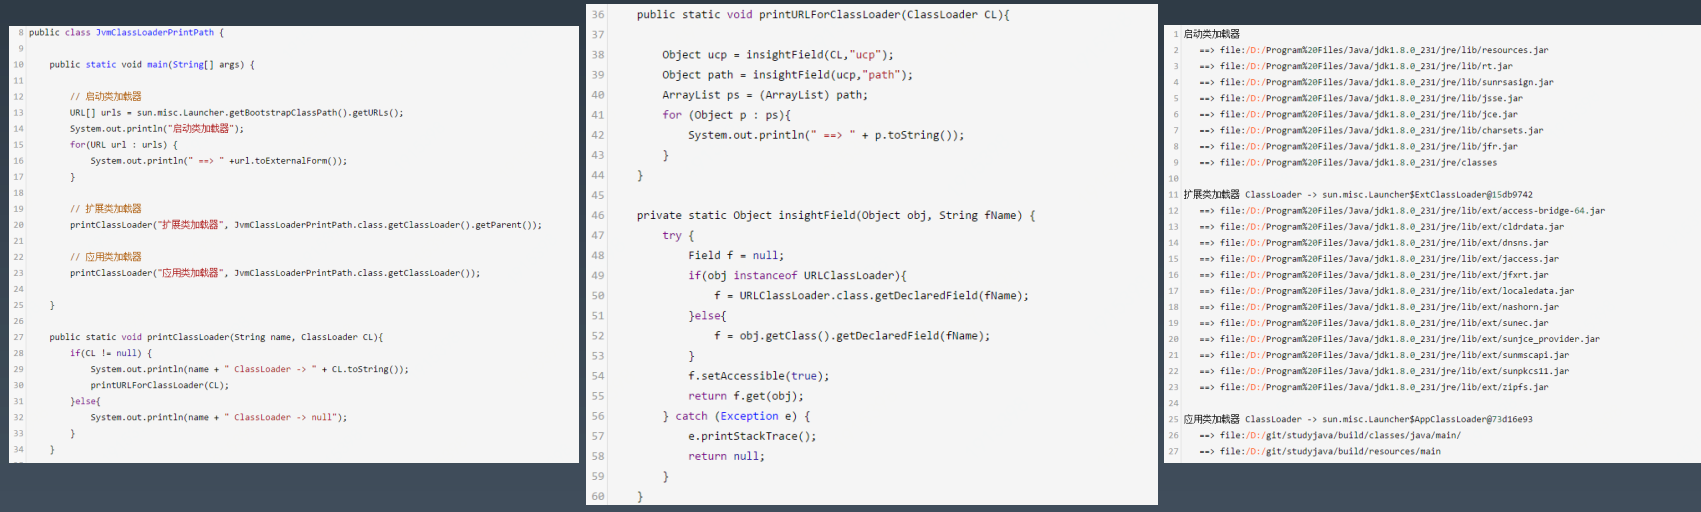 8 public class JvmClassLoaderPrintPath {
9
10 public static void main(String[] args) {
11
12 // 启动类加载器
13 URL[] urls = sun.misc.Launcher.getBootstrapClassPath().getURLs();
14 System.out.println("启动类加载器");
15 for(URL url : urls) {
16 System.out.println(" ==> " +url.toExternalForm());
17 }
18
19 // 扩展类加载器
20 printClassLoader("扩展类加载器", JvmClassLoaderPrintPath.class.getClassLoader().getParent());
21
22 // 应用类加载器
23 printClassLoader("应用类加载器", JvmClassLoaderPrintPath.class.getClassLoader());
24
25 }
26
27 public static void printClassLoader(String name, ClassLoader CL){
28 if(CL != null) {
29 System.out.println(name + " ClassLoader -> " + CL.toString());
30 printURLForClassLoader(CL);
31 }else{
32 System.out.println(name + " ClassLoader -> null");
33 }
34 }
36 public static void printURLForClassLoader(ClassLoader CL){
37
38 Object ucp = insightField(CL,"ucp");
39 Object path = insightField(ucp,"path");
40 ArrayList ps = (ArrayList) path;
41 for (Object p : ps){
42 System.out.println(" ==> " + p.toString());
43 }
44 }
45
46 private static Object insightField(Object obj, String fName) {
47 try {
48 Field f = null;
49 if(obj instanceof URLClassLoader){
50 f = URLClassLoader.class.getDeclaredField(fName);
51 }else{
52 f = obj.getClass().getDeclaredField(fName);
53 }
54 f.setAccessible(true);
55 return f.get(obj);
56 } catch (Exception e) {
57 e.printStackTrace();
58 return null;
59 }
60 }
1 启动类加载器
2 ==> file:/D:/Program%20Files/Java/jdk1.8.0_231/jre/lib/resources.jar
3 ==> file:/D:/Program%20Files/Java/jdk1.8.0_231/jre/lib/rt.jar
4 ==> file:/D:/Program%20Files/Java/jdk1.8.0_231/jre/lib/sunrsasign.jar
5 ==> file:/D:/Program%20Files/Java/jdk1.8.0_231/jre/lib/jsse.jar
6 ==> file:/D:/Program%20Files/Java/jdk1.8.0_231/jre/lib/jce.jar
7 ==> file:/D:/Program%20Files/Java/jdk1.8.0_231/jre/lib/charsets.jar
8 ==> file:/D:/Program%20Files/Java/jdk1.8.0_231/jre/lib/jfr.jar
9 ==> file:/D:/Program%20Files/Java/jdk1.8.0_231/jre/classes
10
11 扩展类加载器 ClassLoader -> sun.misc.Launcher$ExtClassLoader@15db9742
12 ==> file:/D:/Program%20Files/Java/jdk1.8.0_231/jre/lib/ext/access-bridge-64.jar
13 ==> file:/D:/Program%20Files/Java/jdk1.8.0_231/jre/lib/ext/cldrdata.jar
14 ==> file:/D:/Program%20Files/Java/jdk1.8.0_231/jre/lib/ext/dnsns.jar
15 ==> file:/D:/Program%20Files/Java/jdk1.8.0_231/jre/lib/ext/jaccess.jar
16 ==> file:/D:/Program%20Files/Java/jdk1.8.0_231/jre/lib/ext/jfxrt.jar
17 ==> file:/D:/Program%20Files/Java/jdk1.8.0_231/jre/lib/ext/localedata.jar
18 ==> file:/D:/Program%20Files/Java/jdk1.8.0_231/jre/lib/ext/nashorn.jar
19 ==> file:/D:/Program%20Files/Java/jdk1.8.0_231/jre/lib/ext/sunec.jar
20 ==> file:/D:/Program%20Files/Java/jdk1.8.0_231/jre/lib/ext/sunjce_provider.jar
21 ==> file:/D:/Program%20Files/Java/jdk1.8.0_231/jre/lib/ext/sunmscapi.jar
22 ==> file:/D:/Program%20Files/Java/jdk1.8.0_231/jre/lib/ext/sunpkcs11.jar
23 ==> file:/D:/Program%20Files/Java/jdk1.8.0_231/jre/lib/ext/zipfs.jar
24
25 应用类加载器 ClassLoader -> sun.misc.Launcher$AppClassLoader@73d16e93
26 ==> file:/D:/git/studyjava/build/classes/java/main/
27 ==> file:/D:/git/studyjava/build/resources/main